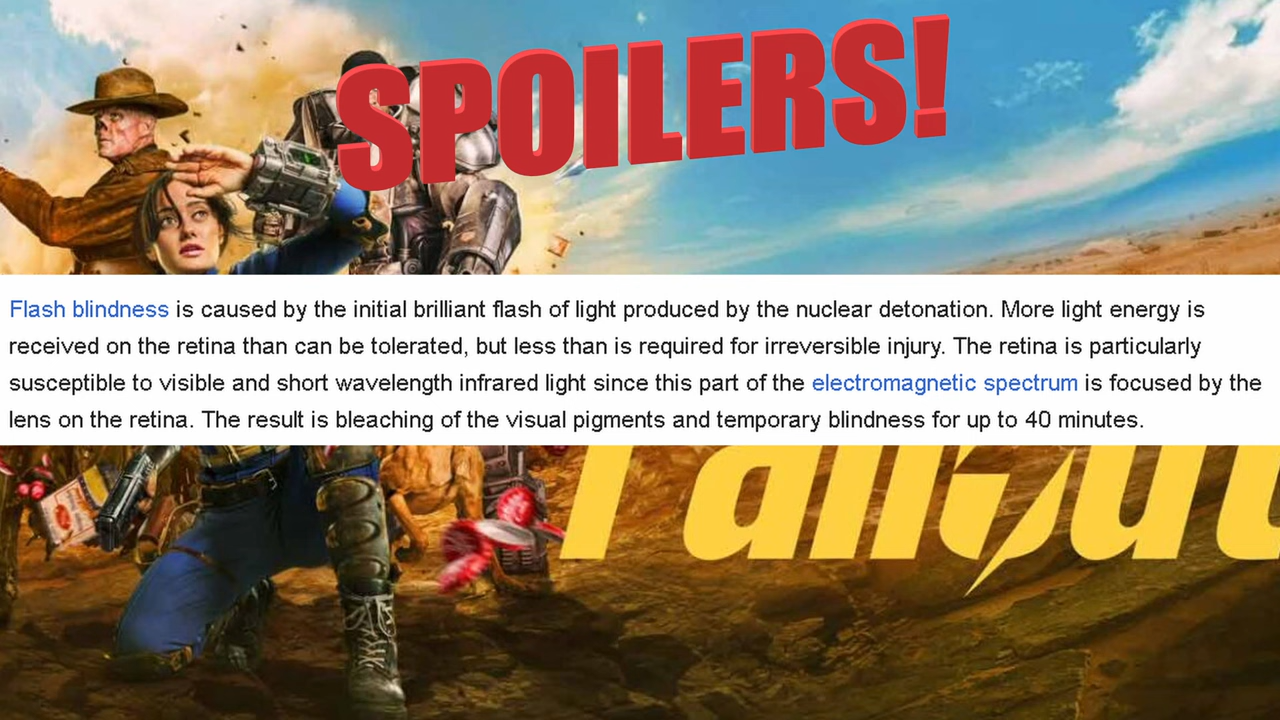 SPOILERS!
Flash blindness is caused by the initial brilliant flash of light produced by the nuclear detonation. More light energy is
received on the retina than can be tolerated, but less than is required for irreversible injury. The retina is particularly
susceptible to visible and short wavelength infrared light since this part of the electromagnetic spectrum is focused by the
lens on the retina. The result is bleaching of the visual pigments and temporary blindness for up to 40 minutes.
Fallout